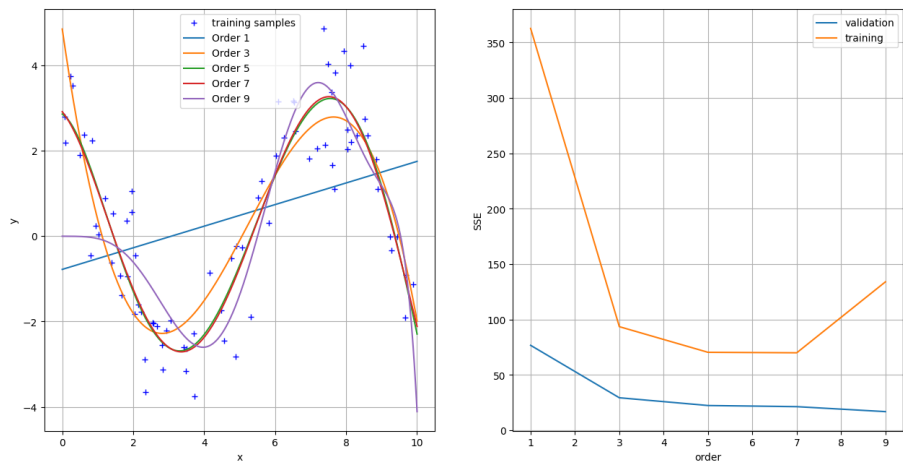 training samples
Order 1
Order 3
Order 5
Order 7
Order 9
4
2
0
−2
−4
y
0
2
4
6
8
10
x
validation
training
350
300
250
200
150
100
50
0
SSE
1
2
3
4
5
6
7
8
9
order